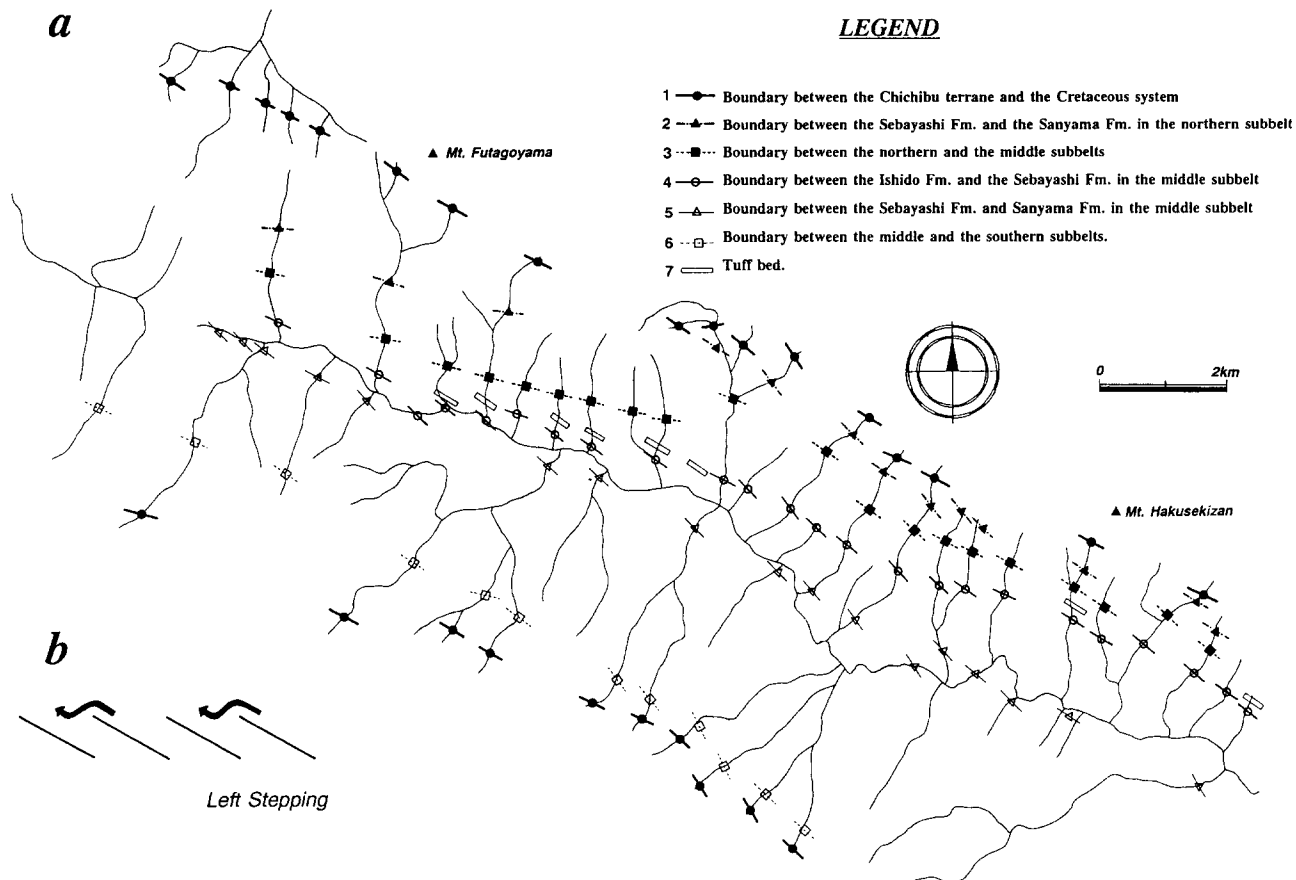 a
LEGEND
1 Boundary between the Chichibu terrane and the Cretaceous system
2 Boundary between the Sebayashi Fm. and the Sanyama Fm. in the northern subbelt
3 Boundary between the northern and the middle subbelts
4 Boundary between the Ishido Fm. and the Sebayashi Fm. in the middle subbelt
5 Boundary between the Sebayashi Fm. and Sanyama Fm. in the middle subbelt
6 Boundary between the middle and the southern subbelts.
7 Tuff bed.
Mt. Futagoyama
0 2km
Mt. Hakusekizan
b
Left Stepping